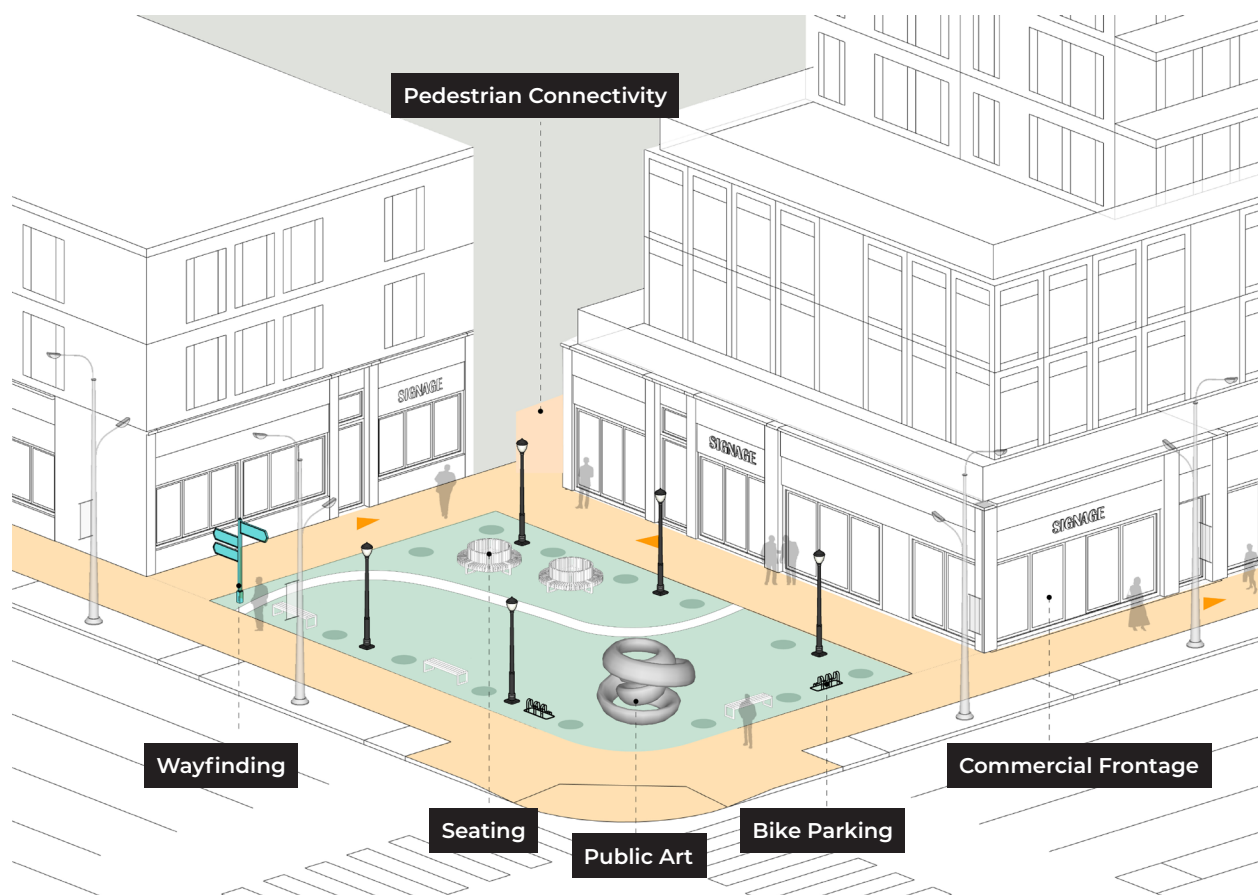 Pedestrian Connectivity
SIGNAGE
SIGNAGE
SIGNAGE
Wayfinding
Commercial Frontage
Seating
Bike Parking
Public Art